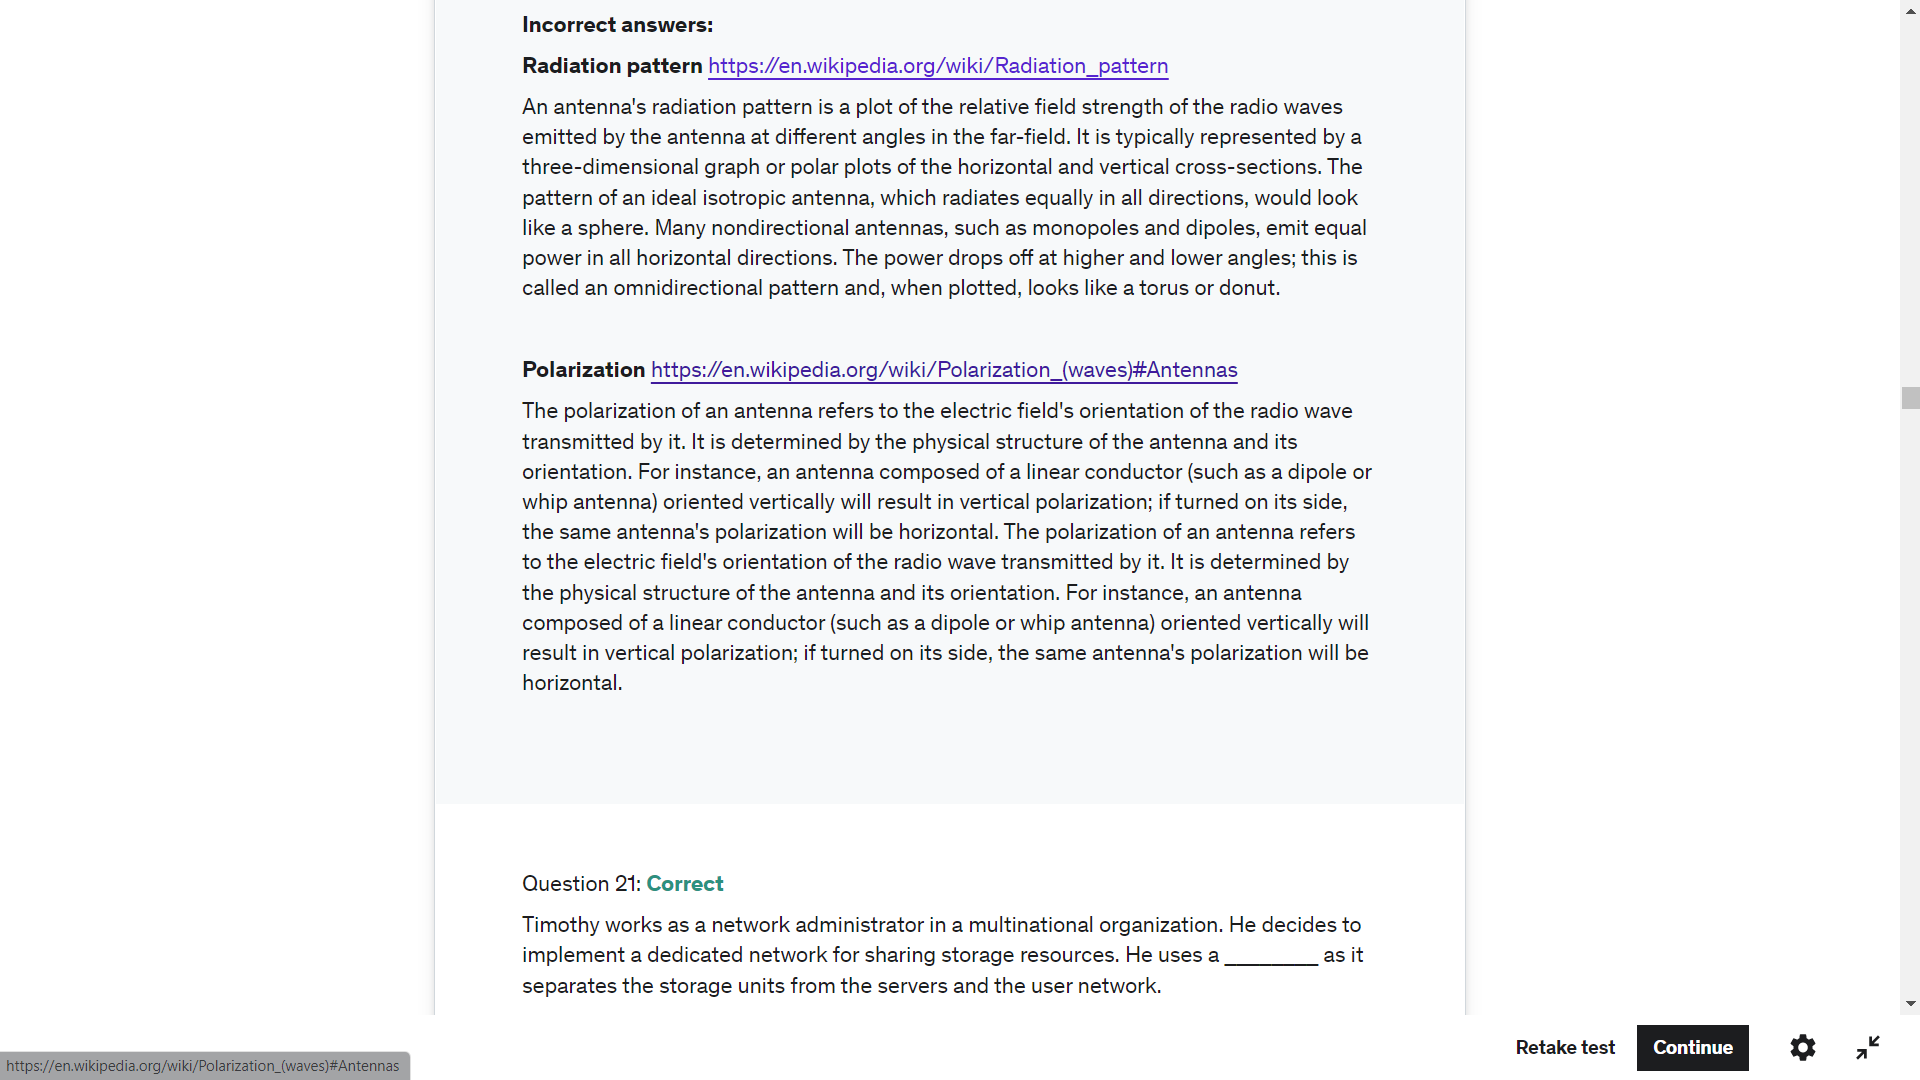 Incorrect answers:
Radiation pattern https://en.wikipedia.org/wiki/Radiation_pattern
An antenna's radiation pattern is a plot of the relative field strength of the radio waves
emitted by the antenna at different angles in the far-field. It is typically represented by a
three-dimensional graph or polar plots of the horizontal and vertical cross-sections. The
pattern of an ideal isotropic antenna, which radiates equally in all directions, would look
like a sphere. Many nondirectional antennas, such as monopoles and dipoles, emit equal
power in all horizontal directions. The power drops off at higher and lower angles; this is
called an omnidirectional pattern and, when plotted, looks like a torus or donut.
Polarization https://en.wikipedia.org/wiki/Polarization_(waves)#Antennas
The polarization of an antenna refers to the electric field's orientation of the radio wave
transmitted by it. It is determined by the physical structure of the antenna and its
orientation. For instance, an antenna composed of a linear conductor (such as a dipole or
whip antenna) oriented vertically will result in vertical polarization; if turned on its side,
the same antenna's polarization will be horizontal. The polarization of an antenna refers
to the electric field's orientation of the radio wave transmitted by it. It is determined by
the physical structure of the antenna and its orientation. For instance, an antenna
composed of a linear conductor (such as a dipole or whip antenna) oriented vertically will
result in vertical polarization; if turned on its side, the same antenna's polarization will be
horizontal.
Question 21: Correct
Timothy works as a network administrator in a multinational organization. He decides to
implement a dedicated network for sharing storage resources. He uses a _________ as it
separates the storage units from the servers and the user network.
Retake test
Continue
https://en.wikipedia.org/wiki/Polarization_(waves)#Antennas